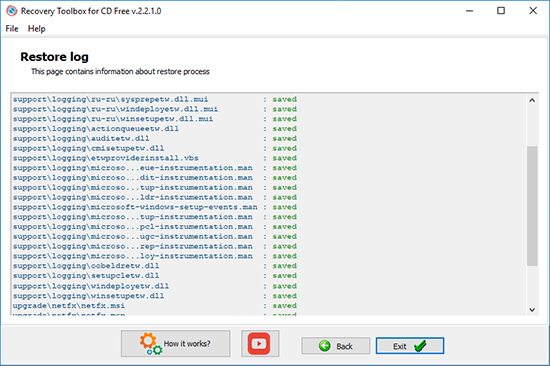 Recovery Toolbox for CD Free v.2.2.1.0
File Help
Restore log
This page contains information about restore process
support\logging\ru-ru\sysprepetw.dll.mui : saved
support\logging\ru-ru\windeployetw.dll.mui : saved
support\logging\ru-ru\winsetupetw.dll.mui : saved
support\logging\actionqueueetw.dll : saved
support\logging\auditetw.dll : saved
support\logging\cmisetupetw.dll : saved
support\logging\etwproviderinstall.vbs : saved
support\logging\microso...eue-instrumentation.man : saved
support\logging\microso...dit-instrumentation.man : saved
support\logging\microso...tup-instrumentation.man : saved
support\logging\microso...ldr-instrumentation.man : saved
support\logging\microsoft-windows-setup-events.man : saved
support\logging\microso...tup-instrumentation.man : saved
support\logging\microso...pcl-instrumentation.man : saved
support\logging\microso...ugc-instrumentation.man : saved
support\logging\microso...rep-instrumentation.man : saved
support\logging\microso...loy-instrumentation.man : saved
support\logging\oobeldretw.dll : saved
support\logging\setupcletw.dll : saved
support\logging\windeployetw.dll : saved
support\logging\winsetupetw.dll : saved
upgrade\netfx\netfx.msi : saved
upgrade\netfx\netfx.msp : saved
How it works? Back Exit